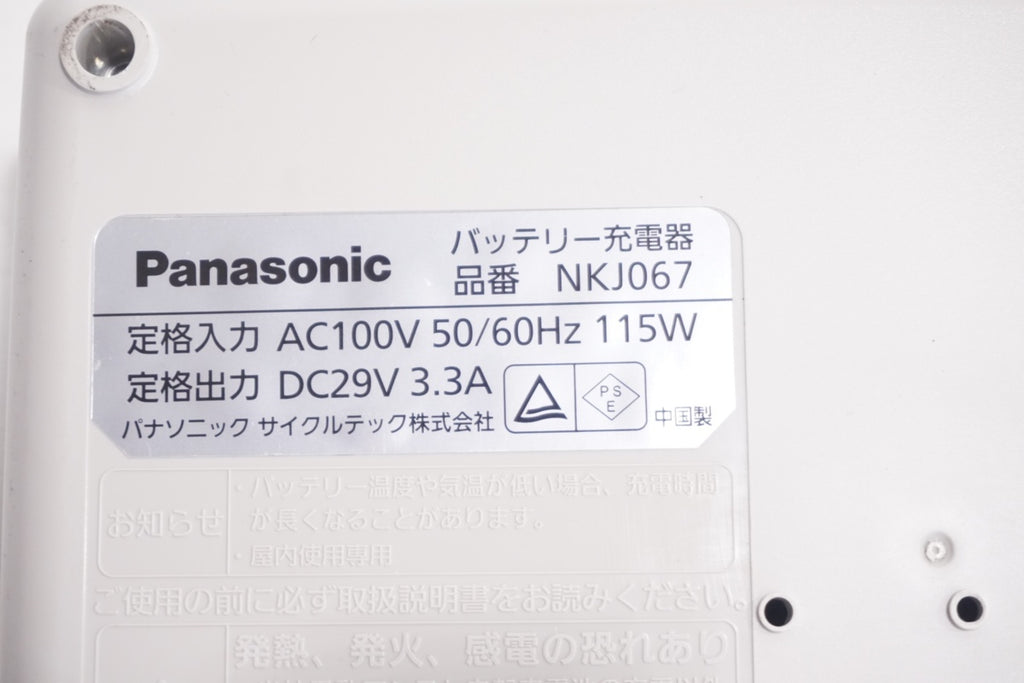 Panasonic バッテリー充電器
品番 NKJ067
定格入力 AC100V 50/60Hz 115W
定格出力 DC29V 3.3A
パナソニック サイクルテック株式会社
PS
E
中国製
お知らせ
・バッテリー温度や気温が低い場合、充電時間
が長くなることがあります。
・屋内使用専用
ご使用の前に必ず取扱説明書をお読みください。
発熱、発火、感電の恐れあり